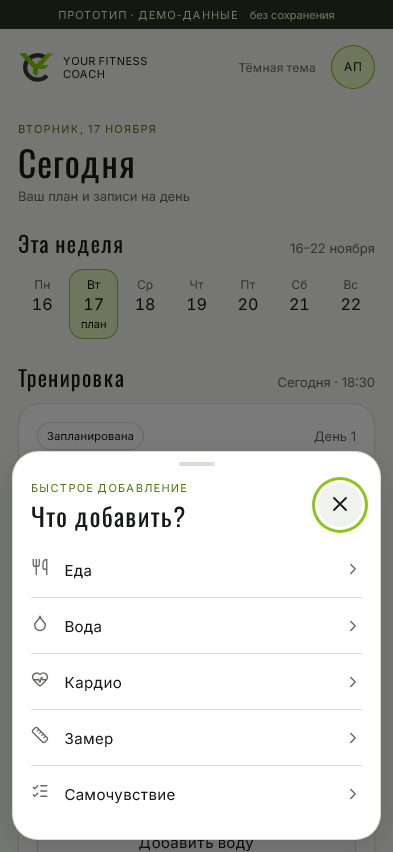 ПРОТОТИП · ДЕМО-ДАННЫЕ без сохранения
YOUR FITNESS
COACH
Тёмная тема
АП
ВТОРНИК, 17 НОЯБРЯ
Сегодня
Ваш план и записи на день
Эта неделя
16–22 ноября
Пн Вт Ср Чт Пт Сб Вс
16 17 18 19 20 21 22
план
Тренировка
Сегодня · 18:30
Запланирована
День 1
БЫСТРОЕ ДОБАВЛЕНИЕ
Что добавить?
Еда
Вода
Кардио
Замер
Самочувствие
Добавить воду